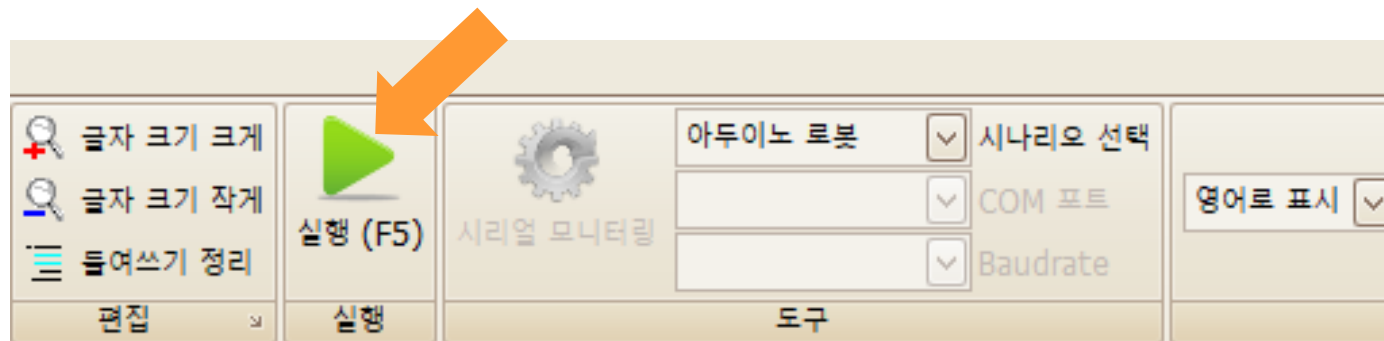 글자 크기 크게
글자 크기 작게
들여쓰기 정리
편집
실행 (F5)
실행
시리얼 모니터링
아두이노 로봇
시나리오 선택
COM 포트
Baudrate
도구
영어로 표시